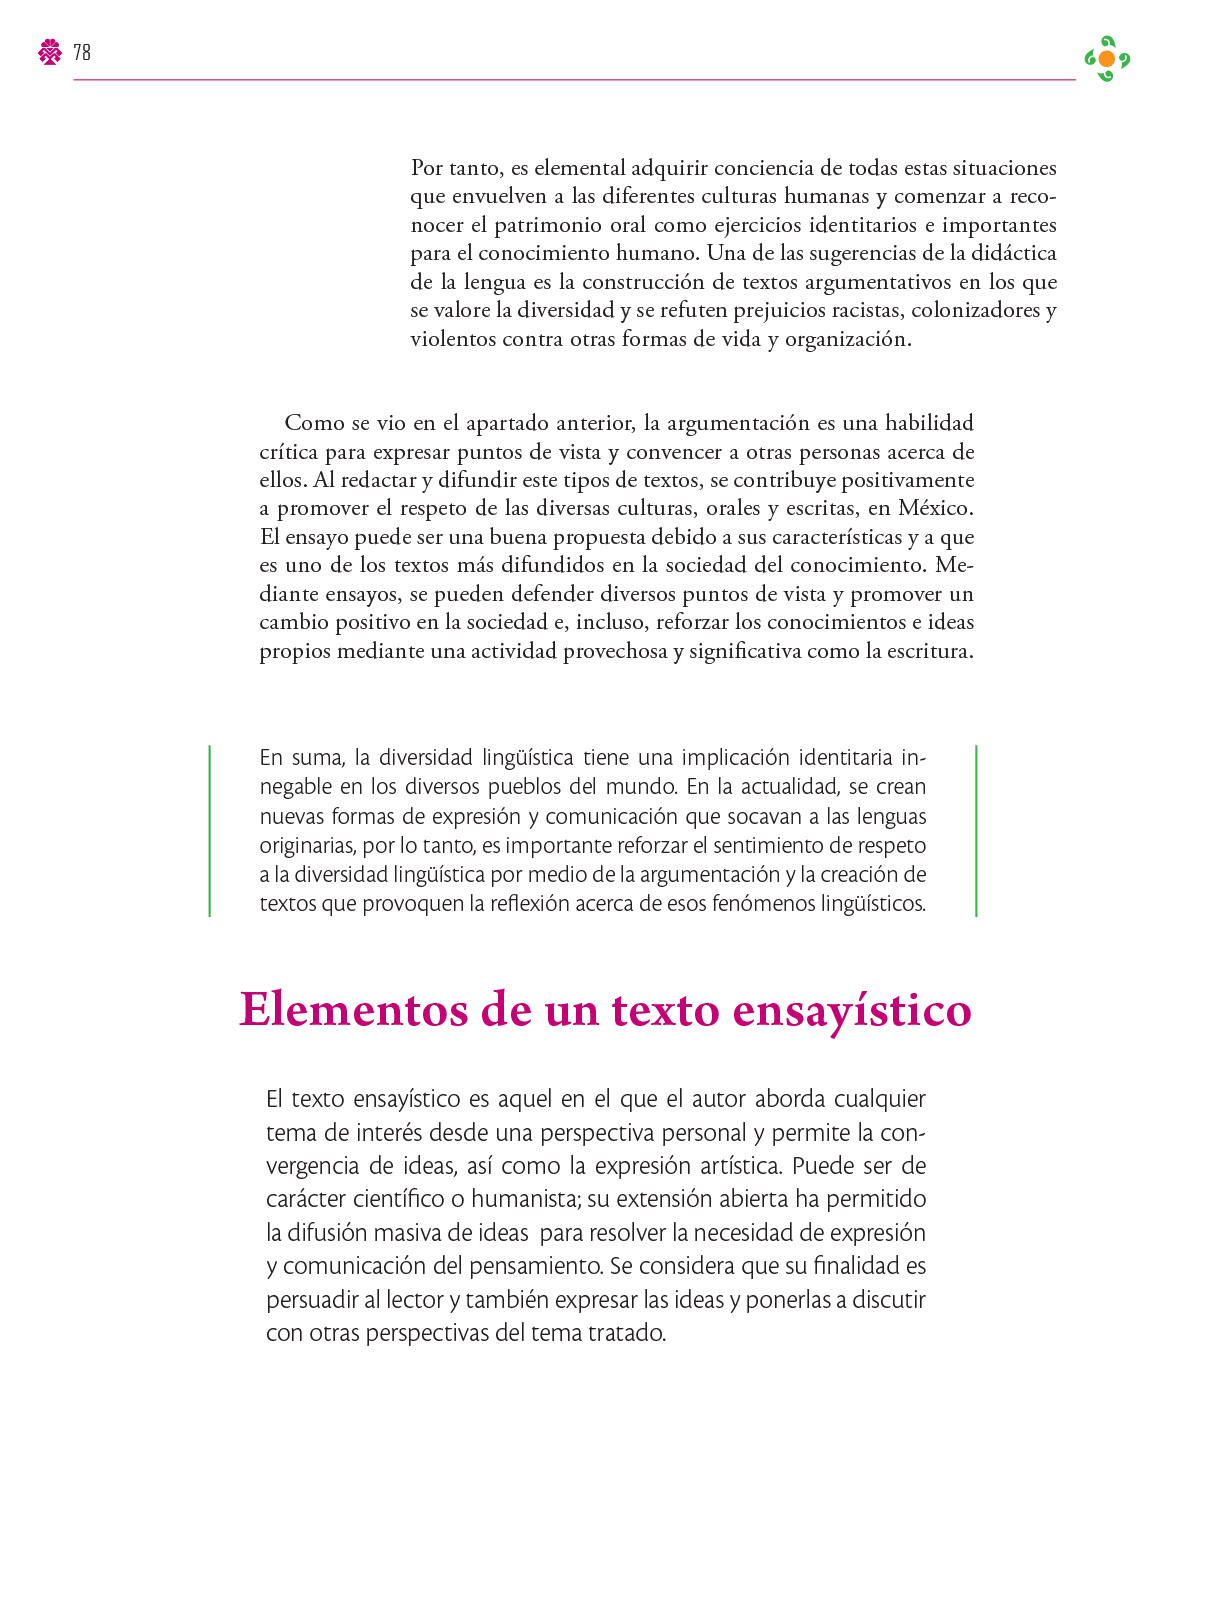 78
Por tanto, es elemental adquirir conciencia de todas estas situaciones
que envuelven a las diferentes culturas humanas y comenzar a reco-
nocer el patrimonio oral como ejercicios identitarios e importantes
para el conocimiento humano. Una de las sugerencias de la didáctica
de la lengua es la construcción de textos argumentativos en los que
se valore la diversidad y se refuten prejuicios racistas, colonizadores y
violentos contra otras formas de vida y organización.
Como se vio en el apartado anterior, la argumentación es una habilidad
crítica para expresar puntos de vista y convencer a otras personas acerca de
ellos. Al redactar y difundir este tipos de textos, se contribuye positivamente
a promover el respeto de las diversas culturas, orales y escritas, en México.
El ensayo puede ser una buena propuesta debido a sus características y a que
es uno de los textos más difundidos en la sociedad del conocimiento. Me-
diante ensayos, se pueden defender diversos puntos de vista y promover un
cambio positivo en la sociedad e, incluso, reforzar los conocimientos e ideas
propios mediante una actividad provechosa y significativa como la escritura.
En suma, la diversidad lingüística tiene una implicación identitaria in-
negable en los diversos pueblos del mundo. En la actualidad, se crean
nuevas formas de expresión y comunicación que socavan a las lenguas
originarias, por lo tanto, es importante reforzar el sentimiento de respeto
a la diversidad lingüística por medio de la argumentación y la creación de
textos que provoquen la reflexión acerca de esos fenómenos lingüísticos.
Elementos de un texto ensayístico
El texto ensayístico es aquel en el que el autor aborda cualquier
tema de interés desde una perspectiva personal y permite la con-
vergencia de ideas, así como la expresión artística. Puede ser de
carácter científico o humanista; su extensión abierta ha permitido
la difusión masiva de ideas  para resolver la necesidad de expresión
y comunicación del pensamiento. Se considera que su finalidad es
persuadir al lector y también expresar las ideas y ponerlas a discutir
con otras perspectivas del tema tratado.